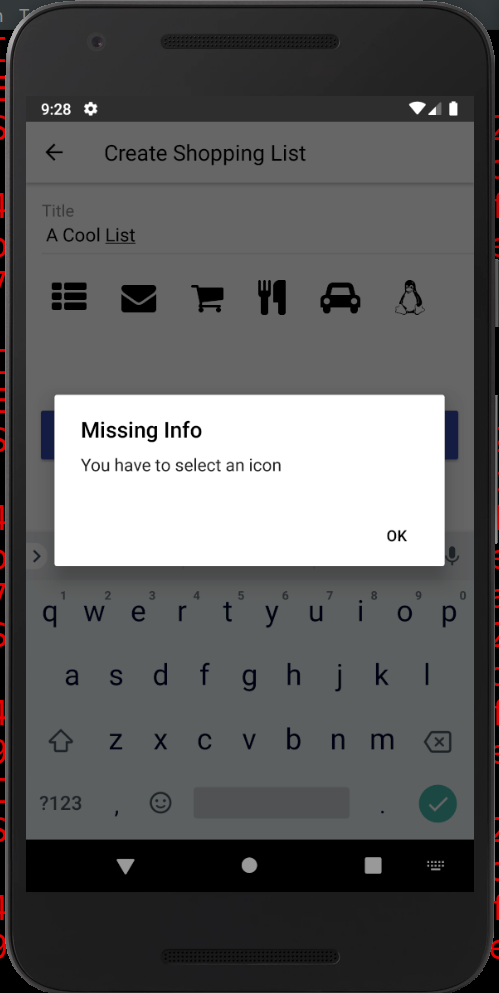 9:28
Create Shopping List
Title
A Cool List
Missing Info
You have to select an icon
OK
1 2 3 4 5 6 7 8 9 0
q w e r t y u i o p
a s d f g h j k l
z x c v b n m
?123 , .